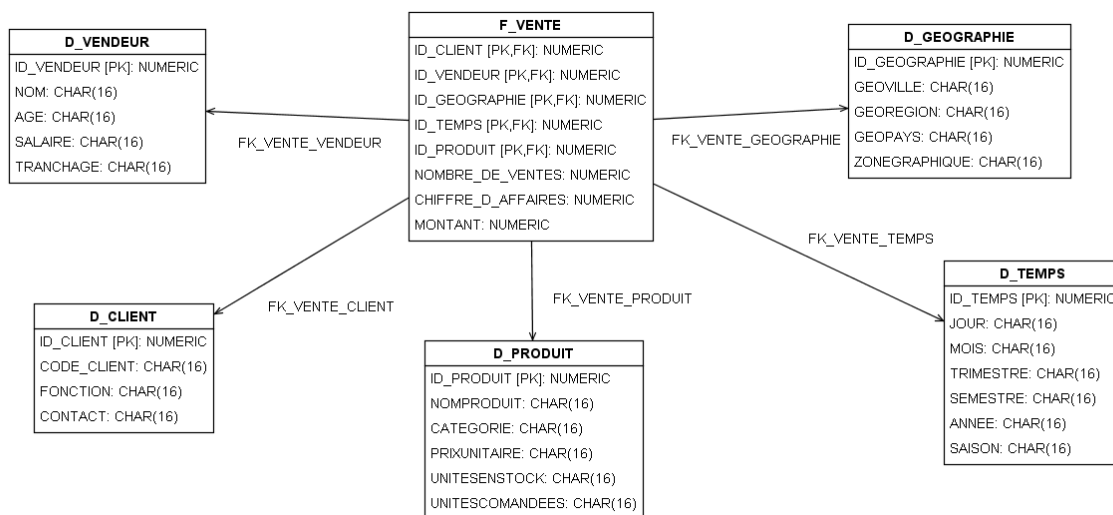 F_VENTE
ID_CLIENT [PK,FK]: NUMERIC
ID_VENDEUR [PK,FK]: NUMERIC
ID_GEOGRAPHIE [PK,FK]: NUMERIC
ID_TEMPS [PK,FK]: NUMERIC
ID_PRODUIT [PK,FK]: NUMERIC
NOMBRE_DE_VENTES: NUMERIC
CHIFFRE_D_AFFAIRES: NUMERIC
MONTANT: NUMERIC
D_VENDEUR
ID_VENDEUR [PK]: NUMERIC
NOM: CHAR(16)
AGE: CHAR(16)
SALAIRE: CHAR(16)
TRANCHAGE: CHAR(16)
D_GEOGRAPHIE
ID_GEOGRAPHIE [PK]: NUMERIC
GEOVILLE: CHAR(16)
GEOREGION: CHAR(16)
GEOPAYS: CHAR(16)
ZONEGRAPHIQUE: CHAR(16)
FK_VENTE_VENDEUR
FK_VENTE_GEOGRAPHIE
FK_VENTE_TEMPS
FK_VENTE_CLIENT
FK_VENTE_PRODUIT
D_TEMPS
ID_TEMPS [PK]: NUMERIC
JOUR: CHAR(16)
MOIS: CHAR(16)
TRIMESTRE: CHAR(16)
SEMESTRE: CHAR(16)
ANNEE: CHAR(16)
SAISON: CHAR(16)
D_CLIENT
ID_CLIENT [PK]: NUMERIC
CODE_CLIENT: CHAR(16)
FONCTION: CHAR(16)
CONTACT: CHAR(16)
D_PRODUIT
ID_PRODUIT [PK]: NUMERIC
NOMPRODUIT: CHAR(16)
CATEGORIE: CHAR(16)
PRIXUNITAIRE: CHAR(16)
UNITESENSTOCK: CHAR(16)
UNITESCOMANDEES: CHAR(16)